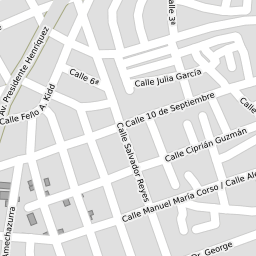 Calle 3ª
Av. Presidente Henríquez
Calle 6ª
Calle Julia García
Calle Feño A. Kidd
Calle 10 de Septiembre
Calle Salvador Reyes
Calle Ciprián Guzmán
Calle Manuel María Corso / Calle Ale
Amechazurra
Dr. George